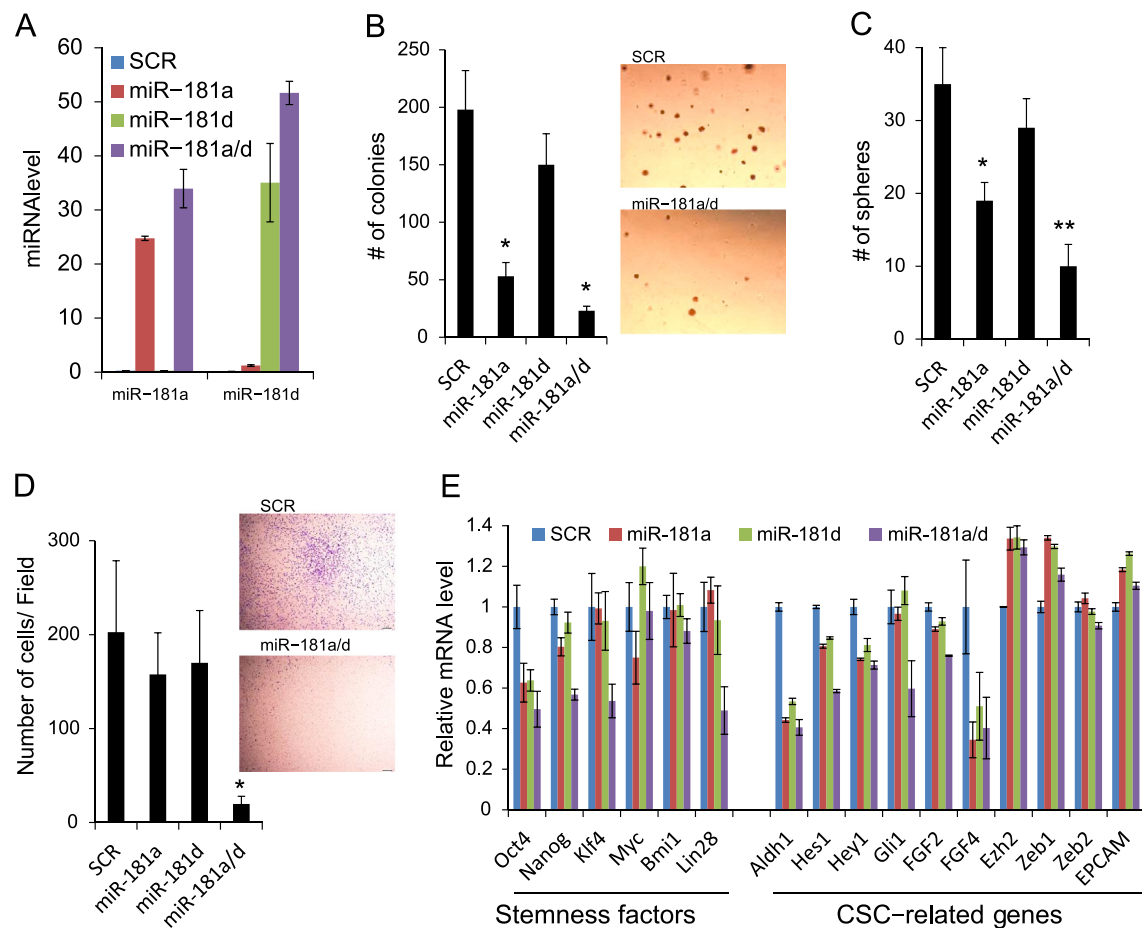 A
miRNAlevel
60
50
40
30
20
10
0
SCR
miR−181a
miR−181d
miR−181a/d
miR−181a
miR−181d
B
# of colonies
250
200
150
100
50
0
*
*
SCR
miR-181a
miR-181d
miR-181a/d
SCR
miR−181a/d
C
# of spheres
40
30
20
10
0
*
**
SCR
miR-181a
miR-181d
miR-181a/d
D
Number of cells/ Field
300
200
100
0
*
SCR
miR-181a
miR-181d
miR-181a/d
SCR
miR−181a/d
E
Relative mRNA level
1.4
1.2
1
0.8
0.6
0.4
0.2
0
SCR
miR-181a
miR-181d
miR-181a/d
Oct4
Nanog
Klf4
Myc
Bmi1
Lin28
Aldh1
Hes1
Hey1
Gli1
FGF2
FGF4
Ezh2
Zeb1
Zeb2
EPCAM
Stemness factors
CSC−related genes